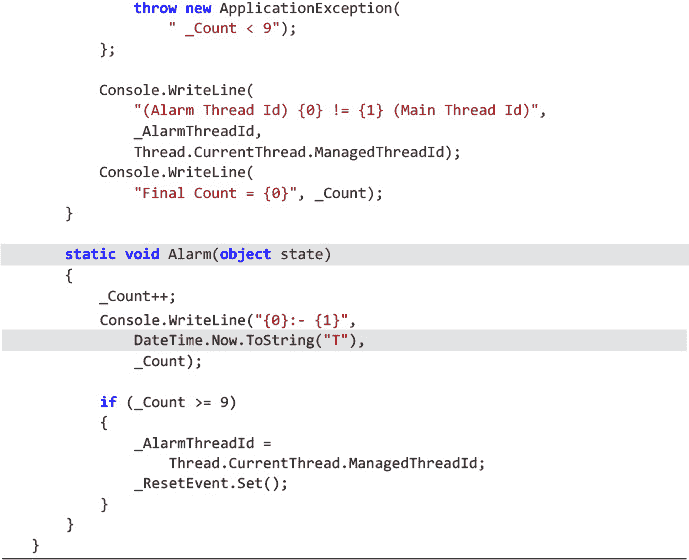 throw new ApplicationException(
" _Count < 9");
};
Console.WriteLine(
"(Alarm Thread Id) {0} != {1} (Main Thread Id)",
_AlarmThreadId,
Thread.CurrentThread.ManagedThreadId);
Console.WriteLine(
"Final Count = {0}", _Count);
}
static void Alarm(object state)
{
_Count++;
Console.WriteLine("{0}:- {1}",
DateTime.Now.ToString("T"),
_Count);
if (_Count >= 9)
{
_AlarmThreadId =
Thread.CurrentThread.ManagedThreadId;
_ResetEvent.Set();
}
}
}